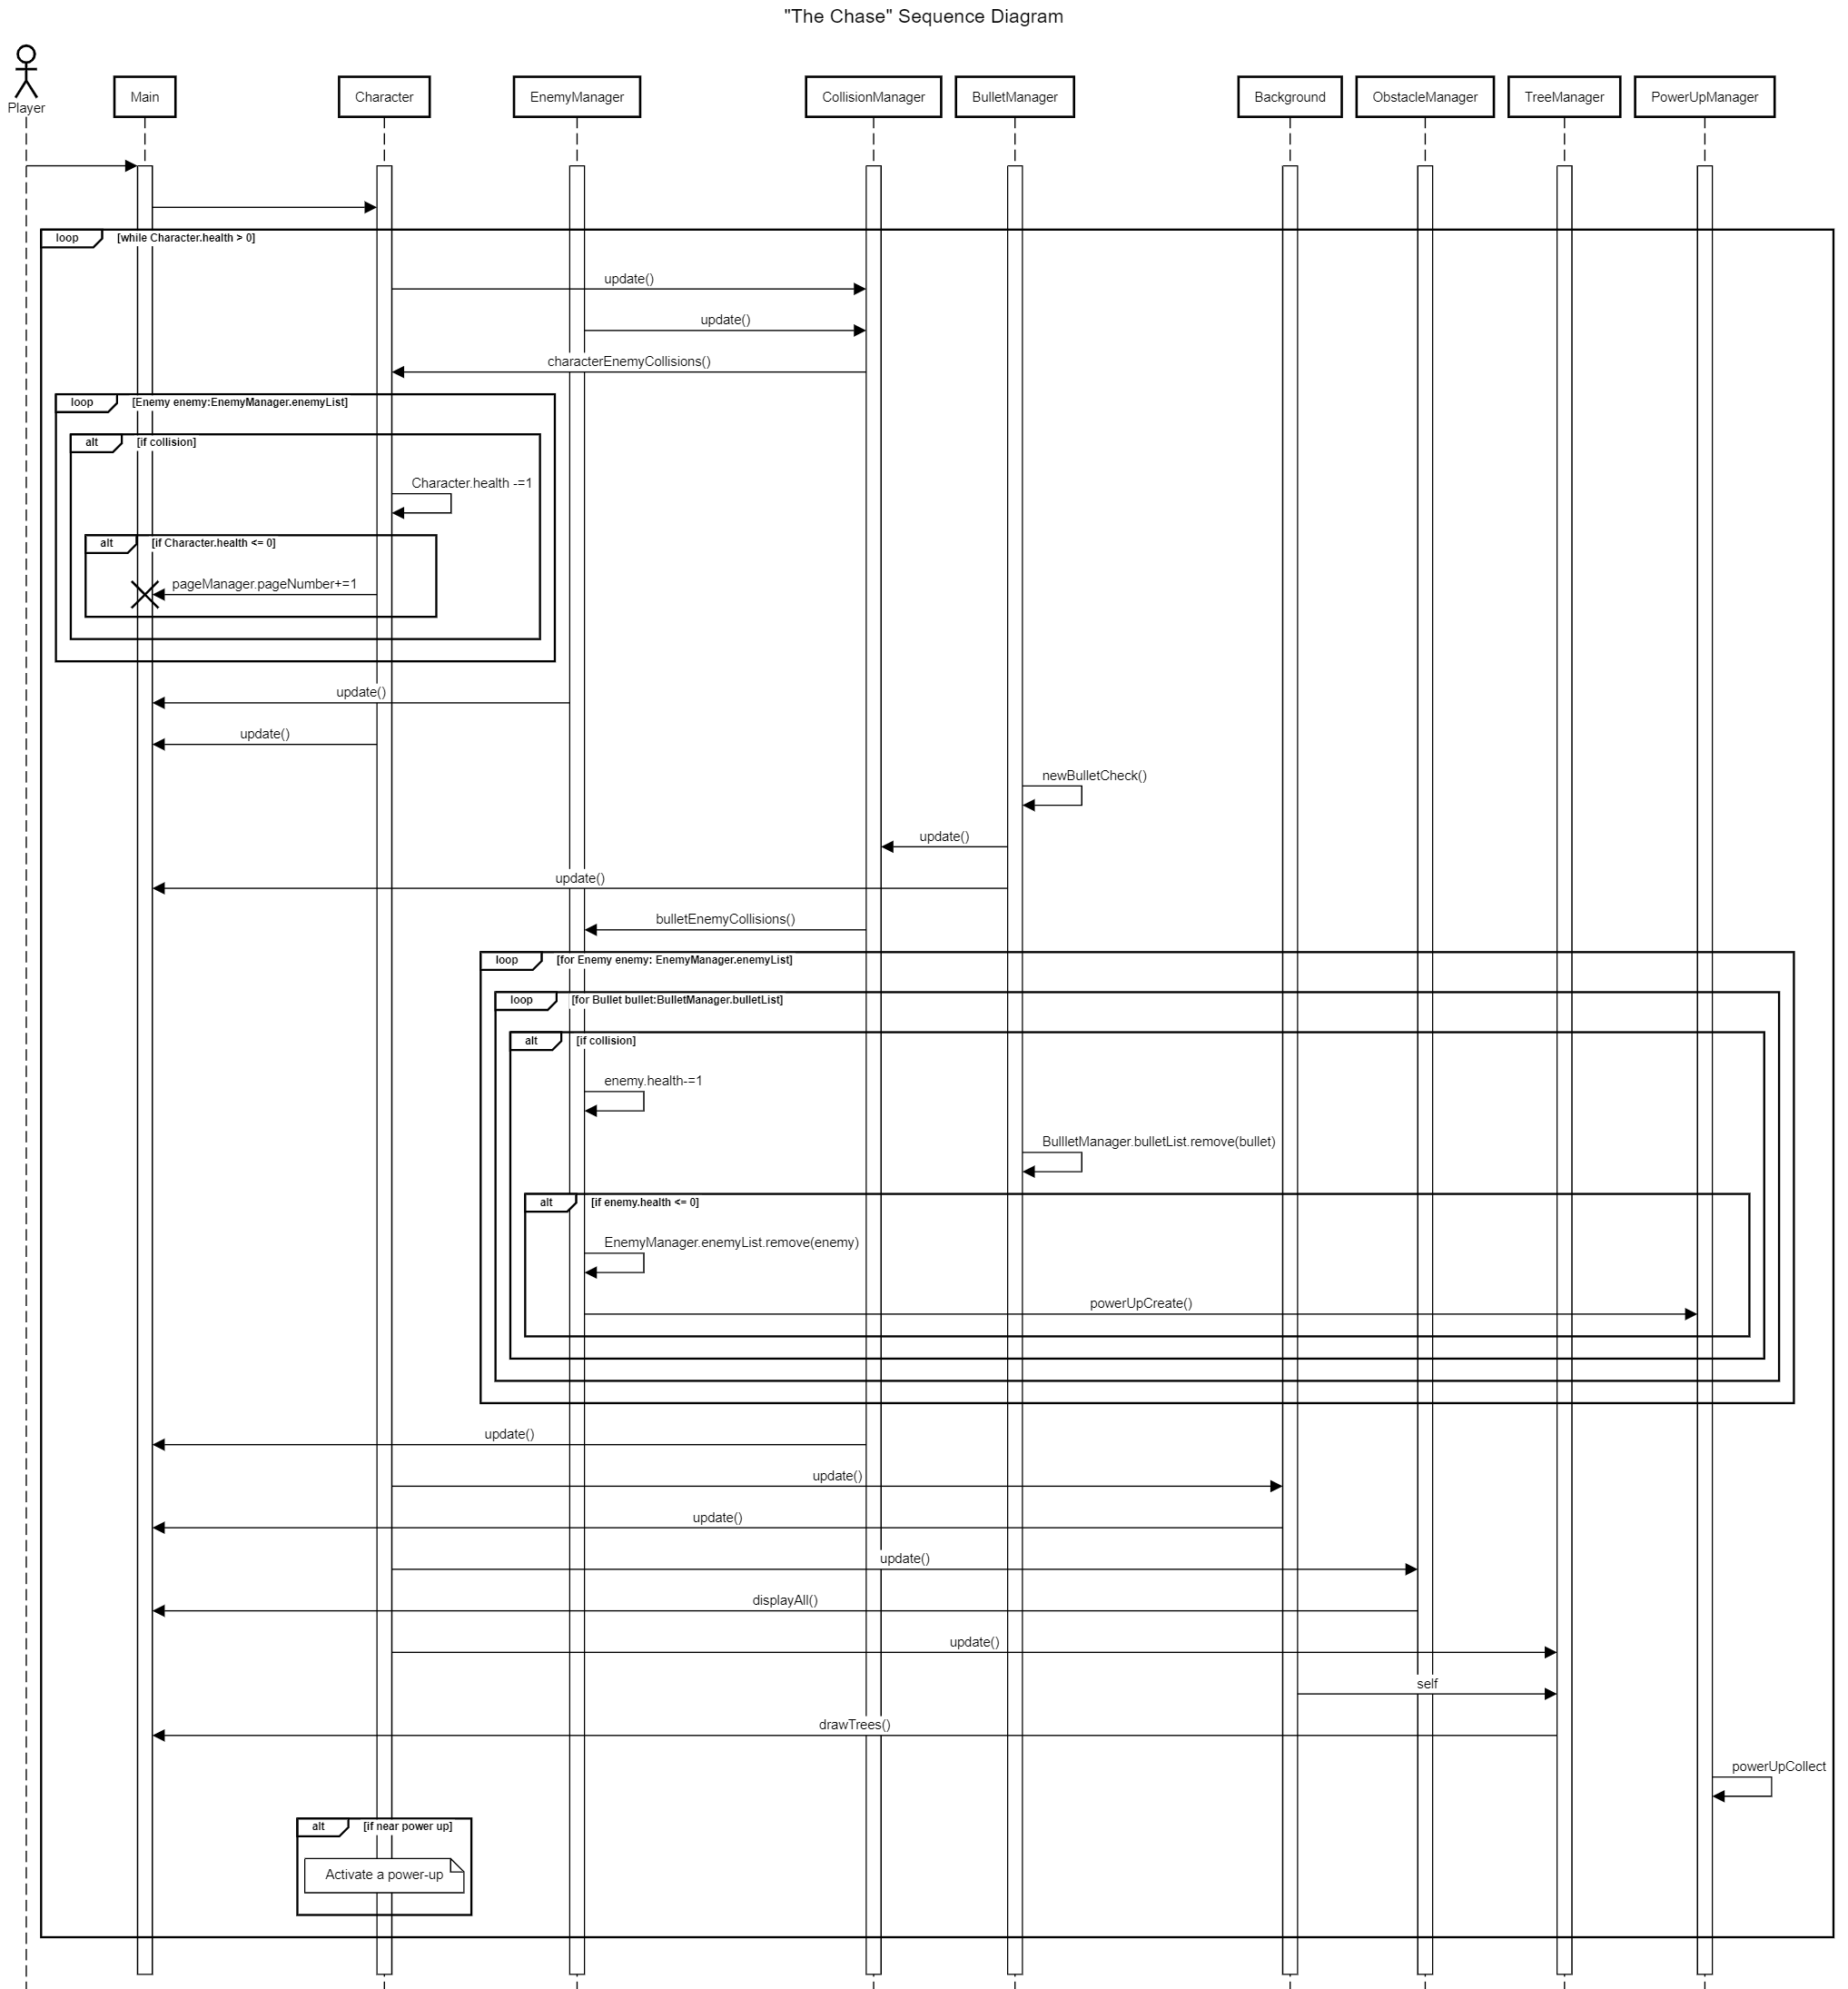 "The Chase" Sequence Diagram
Player
Main
Character
EnemyManager
CollisionManager
BulletManager
Background
ObstacleManager
TreeManager
PowerUpManager
loop [while Character.health > 0]
update()
update()
characterEnemyCollisions()
loop [Enemy enemy:EnemyManager.enemyList]
alt [if collision]
Character.health -=1
alt [if Character.health <= 0]
pageManager.pageNumber+=1
update()
update()
newBulletCheck()
update()
update()
bulletEnemyCollisions()
loop [for Enemy enemy: EnemyManager.enemyList]
loop [for Bullet bullet:BulletManager.bulletList]
alt [if collision]
enemy.health-=1
BullletManager.bulletList.remove(bullet)
alt [if enemy.health <= 0]
EnemyManager.enemyList.remove(enemy)
powerUpCreate()
update()
update()
update()
update()
displayAll()
update()
self
drawTrees()
powerUpCollect
alt [if near power up]
Activate a power-up